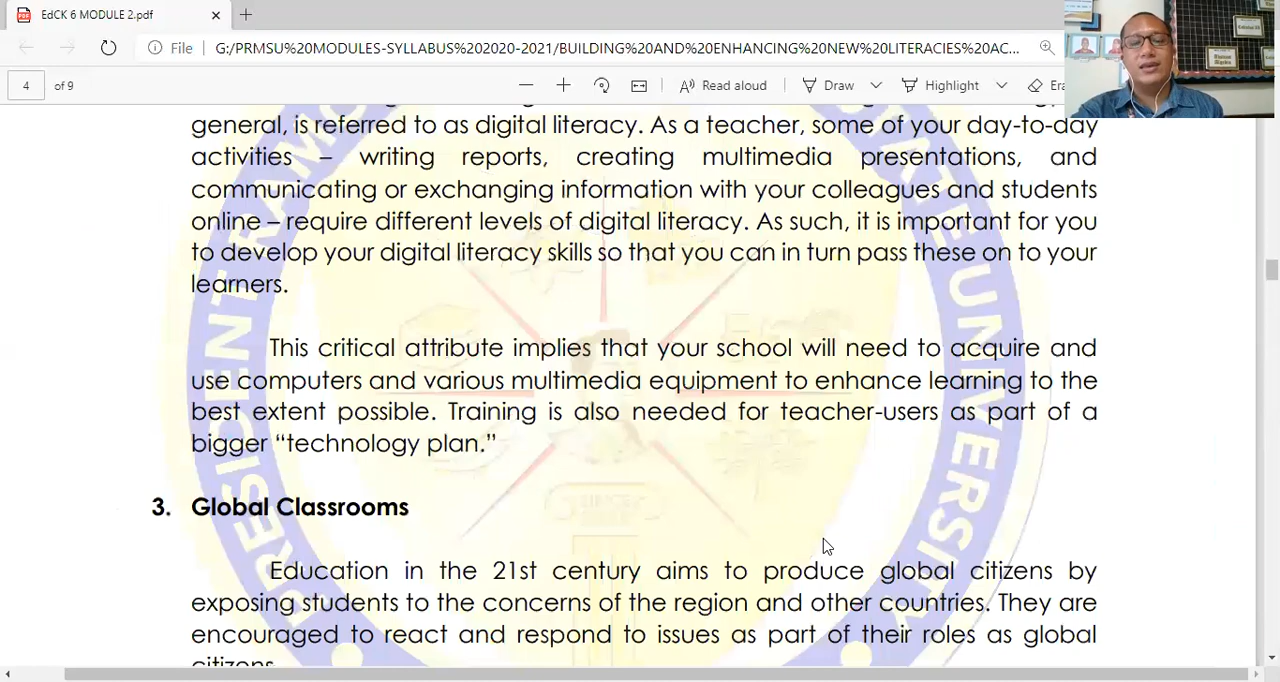 EdCK 6 MODULE 2.pdf
File G:/PRMSU%20MODULES-SYLLABUS%202020-2021/BUILDING%20AND%20ENHANCING%20NEW%20LITERACIES%20AC...
4 of 9 Read aloud Draw Highlight
general, is referred to as digital literacy. As a teacher, some of your day-to-day
activities – writing reports, creating multimedia presentations, and
communicating or exchanging information with your colleagues and students
online – require different levels of digital literacy. As such, it is important for you
to develop your digital literacy skills so that you can in turn pass these on to your
learners.
This critical attribute implies that your school will need to acquire and
use computers and various multimedia equipment to enhance learning to the
best extent possible. Training is also needed for teacher-users as part of a
bigger “technology plan.”
3. Global Classrooms
Education in the 21st century aims to produce global citizens by
exposing students to the concerns of the region and other countries. They are
encouraged to react and respond to issues as part of their roles as global
citizens.